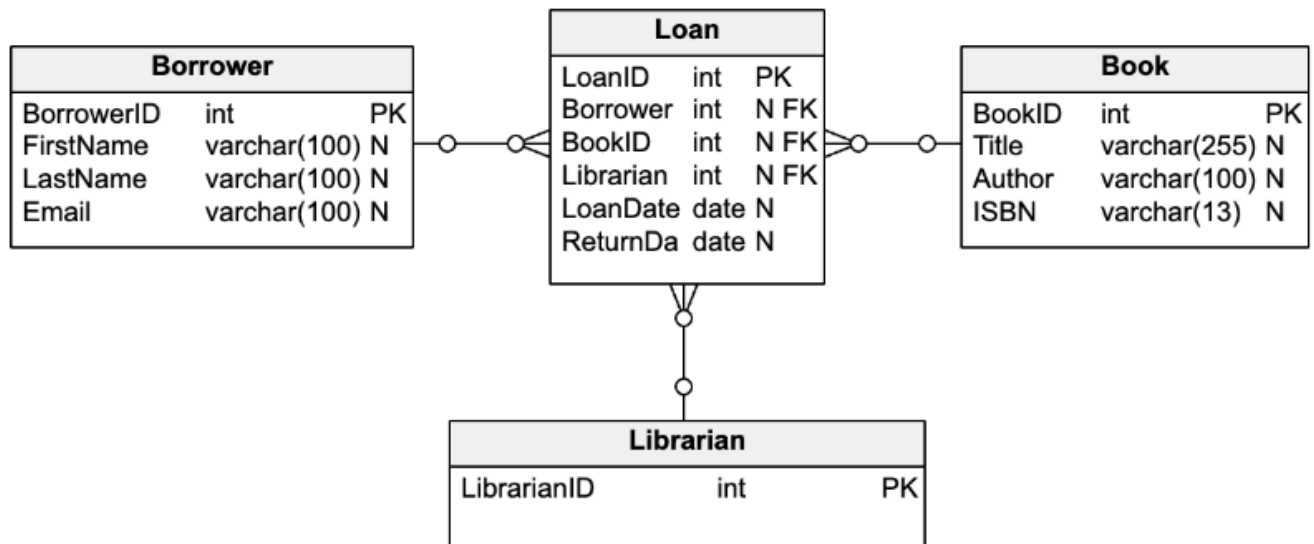 Borrower
BorrowerID int PK
FirstName varchar(100) N
LastName varchar(100) N
Email varchar(100) N
Loan
LoanID int PK
Borrower int N FK
BookID int N FK
Librarian int N FK
LoanDate date N
ReturnDa date N
Book
BookID int PK
Title varchar(255) N
Author varchar(100) N
ISBN varchar(13) N
Librarian
LibrarianID int PK